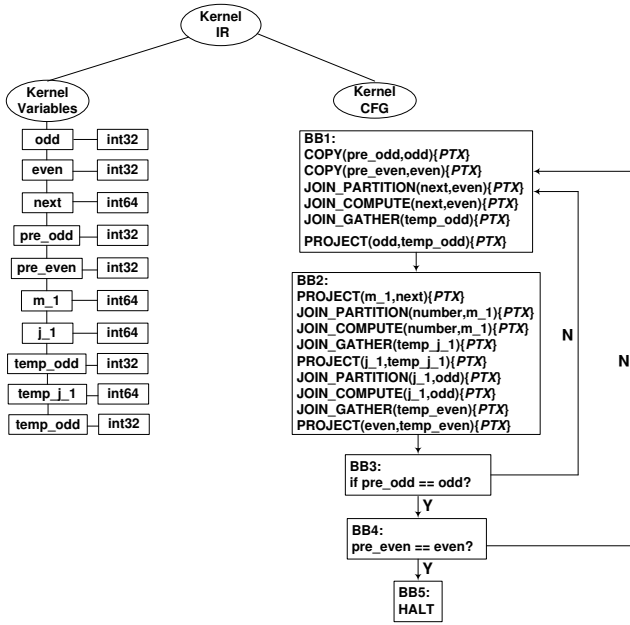 Kernel
IR
Kernel
Variables
odd int32
even int32
next int64
pre_odd int32
pre_even int32
m_1 int64
j_1 int64
temp_odd int32
temp_j_1 int64
temp_odd int32
Kernel
CFG
BB1:
COPY(pre_odd,odd){PTX}
COPY(pre_even,even){PTX}
JOIN_PARTITION(next,even){PTX}
JOIN_COMPUTE(next,even){PTX}
JOIN_GATHER(temp_odd){PTX}
PROJECT(odd,temp_odd){PTX}
BB2:
PROJECT(m_1,next){PTX}
JOIN_PARTITION(number,m_1){PTX}
JOIN_COMPUTE(number,m_1){PTX}
JOIN_GATHER(temp_j_1){PTX}
PROJECT(j_1,temp_j_1){PTX}
JOIN_PARTITION(j_1,odd){PTX}
JOIN_COMPUTE(j_1,odd){PTX}
JOIN_GATHER(temp_even){PTX}
PROJECT(even,temp_even){PTX}
N
N
BB3:
if pre_odd == odd?
Y
BB4:
pre_even == even?
Y
BB5:
HALT